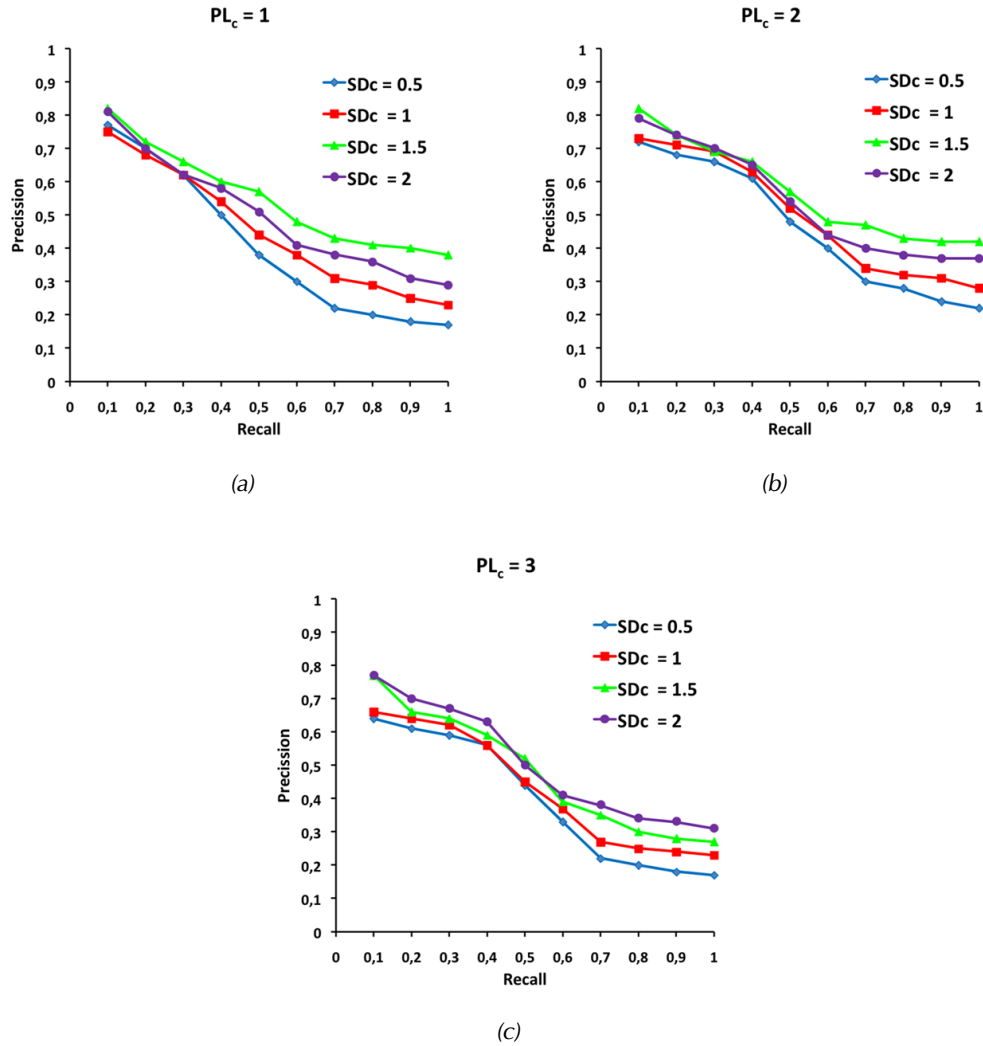 PLc = 1
1
0,9
0,8
0,7
0,6
0,5
0,4
0,3
0,2
0,1
0
Precission
SDc = 0.5
SDc = 1
SDc = 1.5
SDc = 2
0 0,1 0,2 0,3 0,4 0,5 0,6 0,7 0,8 0,9 1
Recall
(a)
PLc = 2
1
0,9
0,8
0,7
0,6
0,5
0,4
0,3
0,2
0,1
0
Precission
SDc = 0.5
SDc = 1
SDc = 1.5
SDc = 2
0 0,1 0,2 0,3 0,4 0,5 0,6 0,7 0,8 0,9 1
Recall
(b)
PLc = 3
1
0,9
0,8
0,7
0,6
0,5
0,4
0,3
0,2
0,1
0
Precission
SDc = 0.5
SDc = 1
SDc = 1.5
SDc = 2
0 0,1 0,2 0,3 0,4 0,5 0,6 0,7 0,8 0,9 1
Recall
(c)